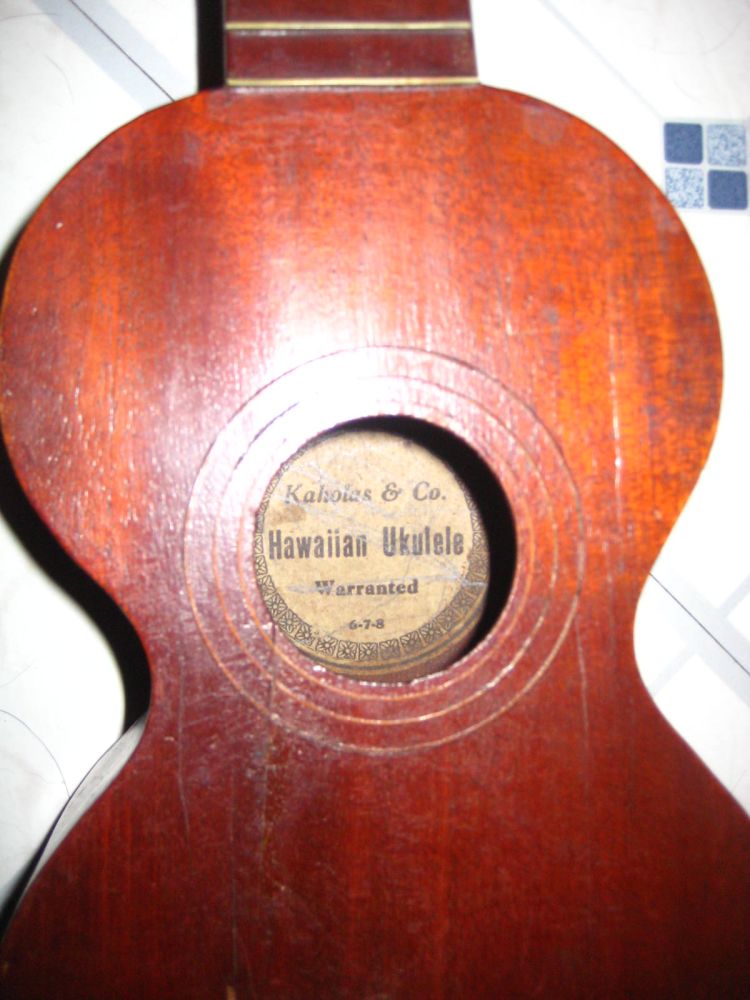 Kaholas & Co.
Hawaiian Ukulele
Warranted
6-7-8